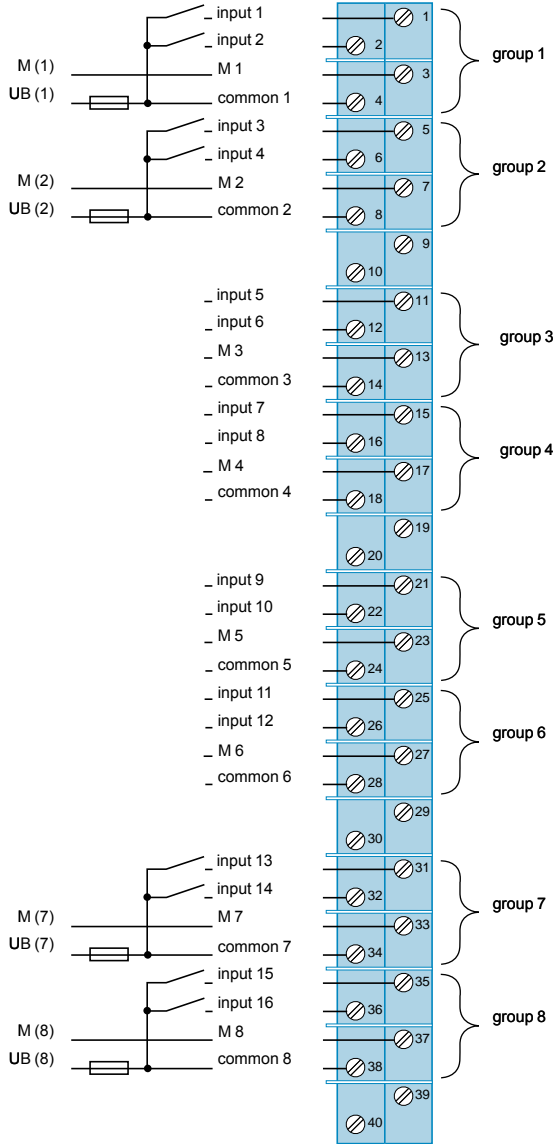 input 1 1
input 2 2 group 1
M (1) M 1 3
UB (1) common 1 4
input 3 5
input 4 6 group 2
M (2) M 2 7
UB (2) common 2 8
9
10
input 5 11
input 6 12 group 3
M 3 13
common 3 14
input 7 15
input 8 16 group 4
M 4 17
common 4 18
19
20
input 9 21
input 10 22 group 5
M 5 23
common 5 24
input 11 25
input 12 26 group 6
M 6 27
common 6 28
29
30
input 13 31
input 14 32 group 7
M (7) M 7 33
UB (7) common 7 34
input 15 35
input 16 36 group 8
M (8) M 8 37
UB (8) common 8 38
39
40